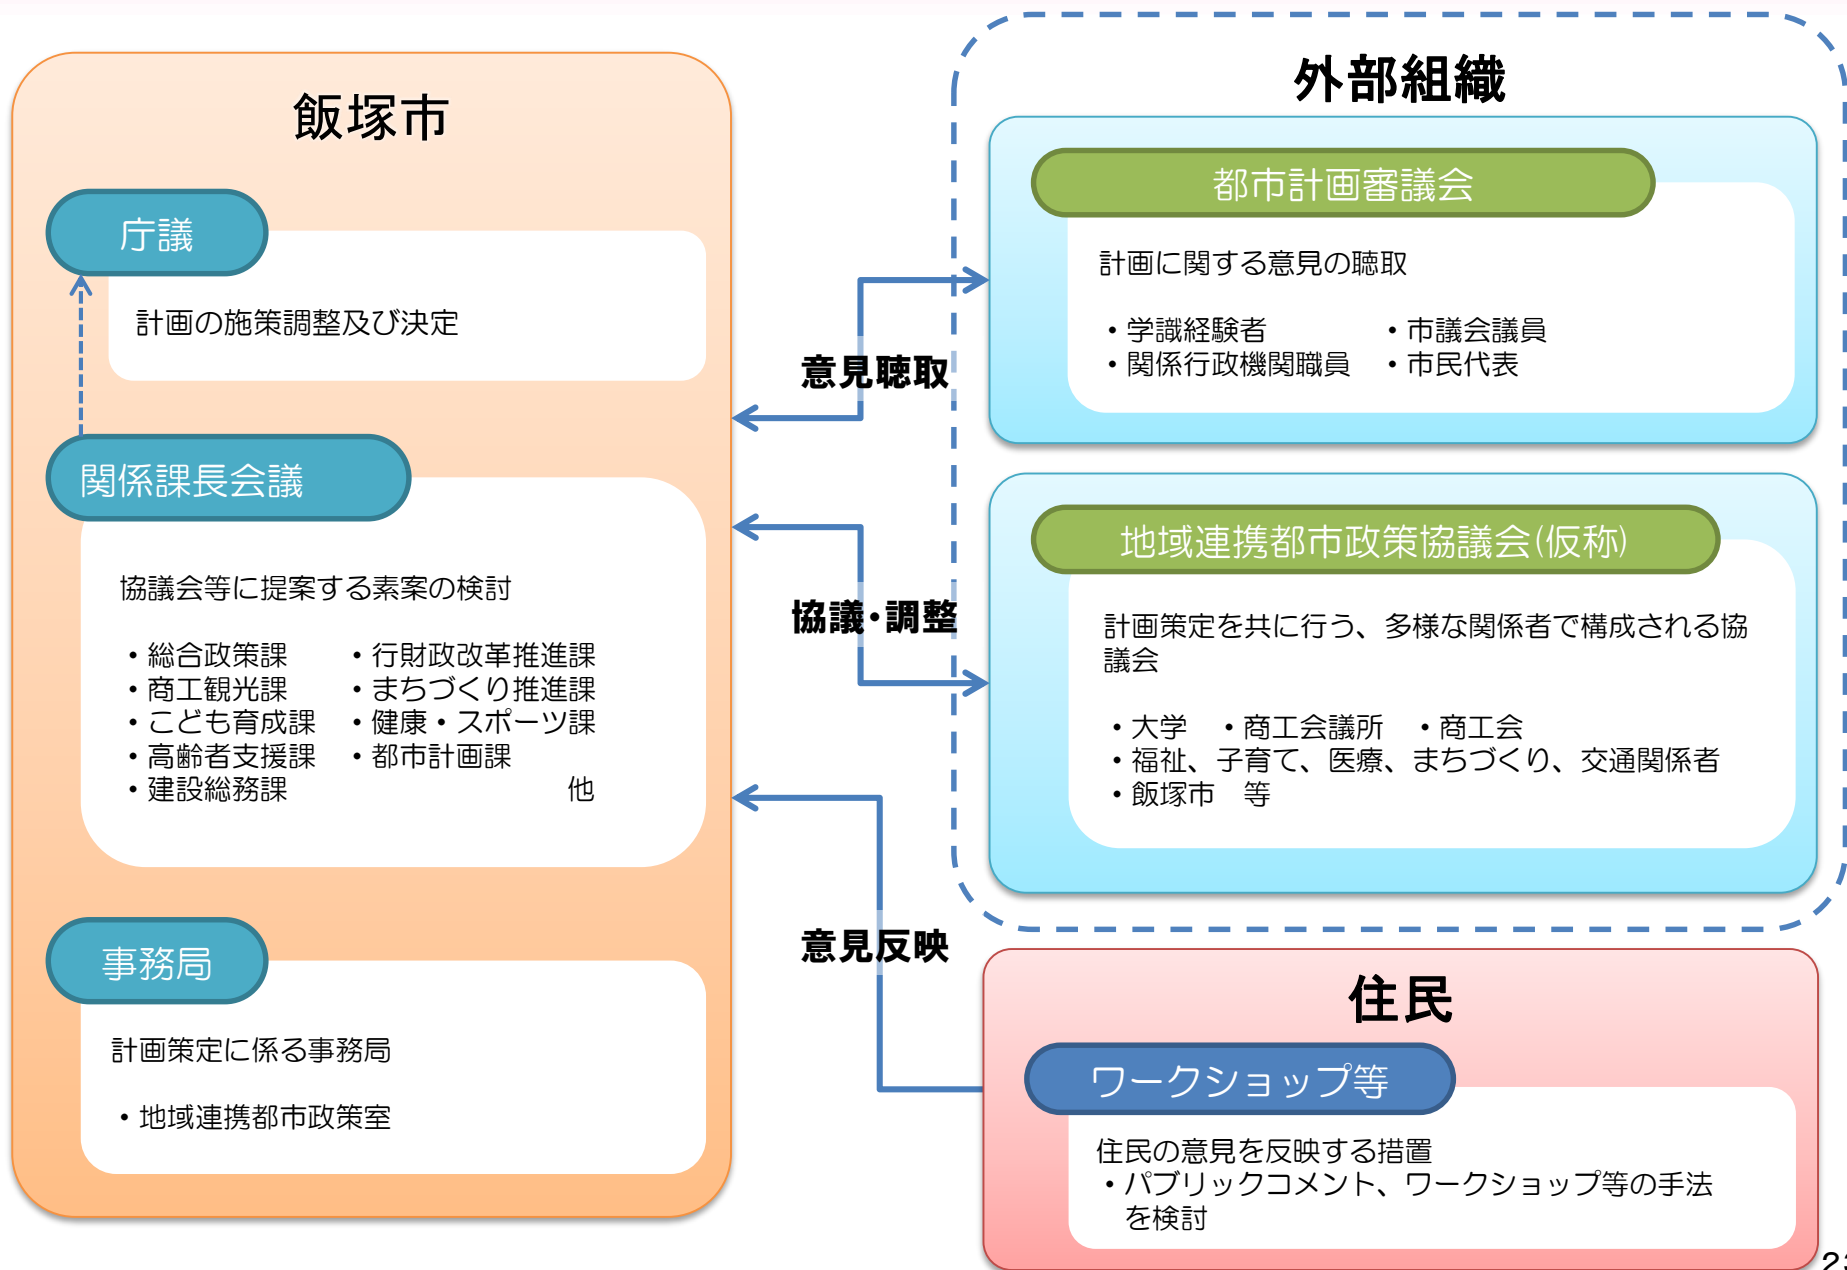 飯塚市
庁議
計画の施策調整及び決定
関係課長会議
協議会等に提案する素案の検討
・総合政策課　・行財政改革推進課
・商工観光課　・まちづくり推進課
・こども育成課　・健康・スポーツ課
・高齢者支援課　・都市計画課
・建設総務課　他
事務局
計画策定に係る事務局
・地域連携都市政策室
意見聴取
協議・調整
意見反映
外部組織
都市計画審議会
計画に関する意見の聴取
・学識経験者　・市議会議員
・関係行政機関職員　・市民代表
地域連携都市政策協議会(仮称)
計画策定を共に行う、多様な関係者で構成される協
議会
・大学　・商工会議所　・商工会
・福祉、子育て、医療、まちづくり、交通関係者
・飯塚市　等
住民
ワークショップ等
住民の意見を反映する措置
・パブリックコメント、ワークショップ等の手法
を検討